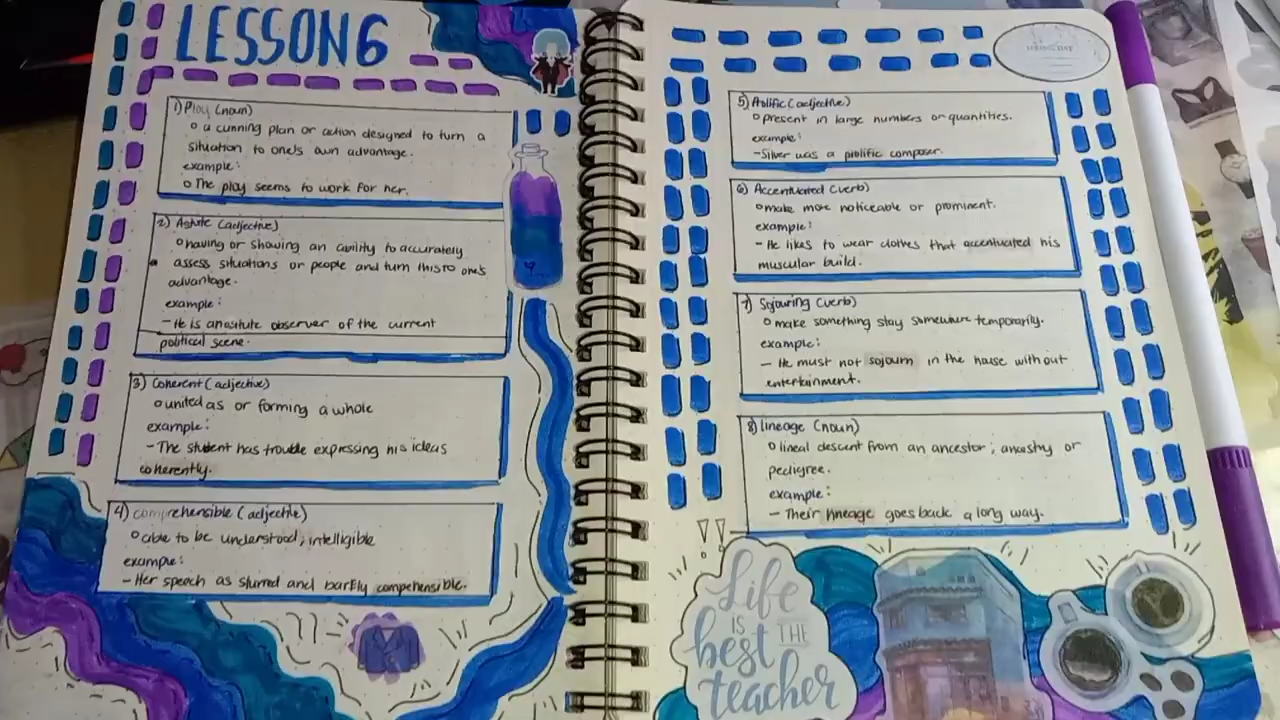 LESSON 6
1) Ploy (noun)
o a cunning plan or action designed to turn a
situation to one's own advantage.
example:
o The ploy seems to work for her.
2) Astute (adjective)
o having or showing an ability to accurately
assess situations or people and turn this to one's
advantage.
example:
- He is an astute observer of the current
political scene.
3) Coherent (adjective)
o united as or forming a whole
example:
- The student has trouble expressing his ideas
coherently.
4) comprehensible (adjective)
o able to be understood; intelligible
example:
- Her speech as slurred and barely comprehensible.
5) Prolific (adjective)
o present in large numbers or quantities.
example:
- Silver was a prolific composer.
6) Accentuated (verb)
o make more noticeable or prominent.
example:
- He likes to wear clothes that accentuated his
muscular build.
7) Sojouring (verb)
o make something stay somewhere temporarily.
example:
- He must not sojourn in the house without
entertainment.
8) lineage (noun)
o lineal descent from an ancestor; ancestry or
pedigree.
example:
- Their lineage goes back a long way.
Life
is THE
best
teacher